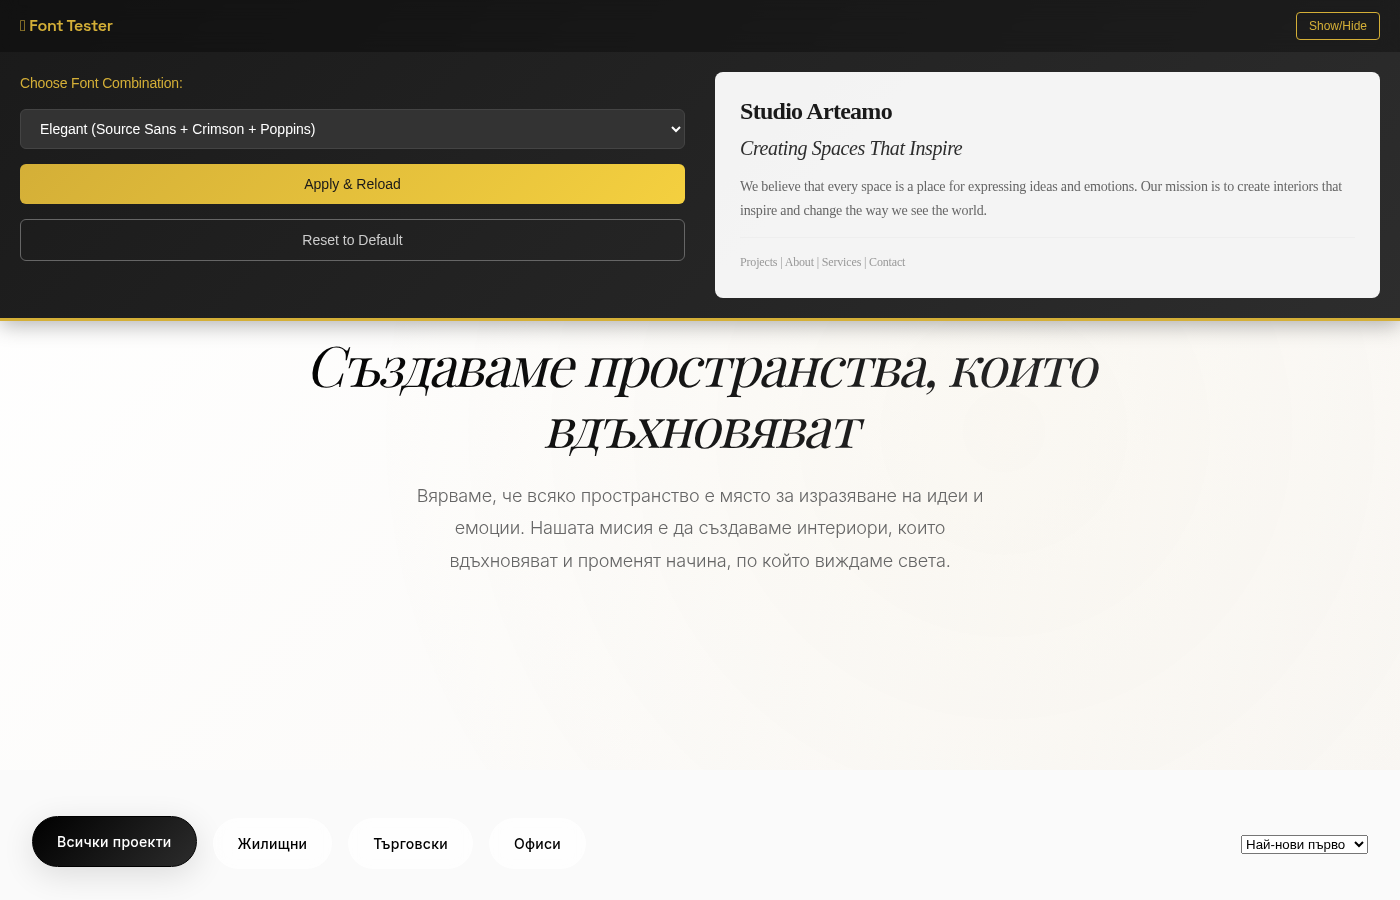 Font Tester
Show/Hide
Choose Font Combination:
Elegant (Source Sans + Crimson + Poppins)
Apply & Reload
Reset to Default
Studio Arteamo
Creating Spaces That Inspire
We believe that every space is a place for expressing ideas and emotions. Our mission is to create interiors that
inspire and change the way we see the world.
Projects | About | Services | Contact
Създаваме пространства, които
вдъхновяват
Вярваме, че всяко пространство е място за изразяване на идеи и
емоции. Нашата мисия е да създаваме интериори, които
вдъхновяват и променят начина, по който виждаме света.
Всички проекти
Жилищни
Търговски
Офиси
Най-нови първо